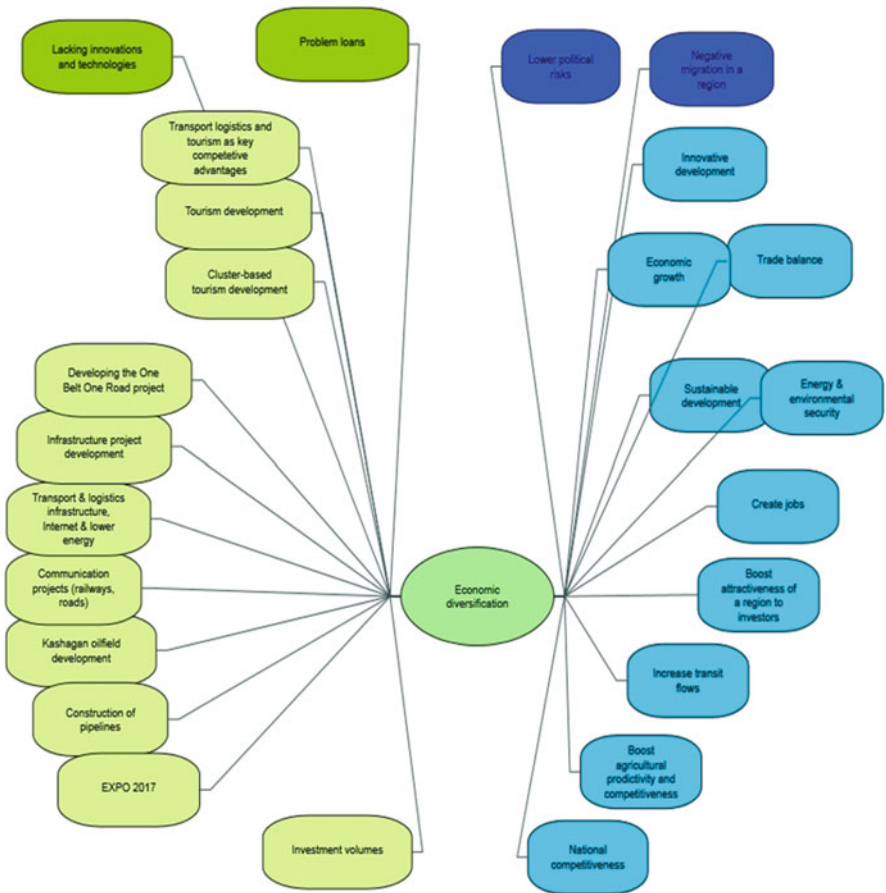 Lacking innovations
and technologies
Problem loans
Transport logistics and
tourism as key
competetive
advantages
Tourism development
Cluster-based
tourism development
Developing the One
Belt One Road project
Infrastructure project
development
Transport & logistics
infrastructure,
Internet & lower
energy
Communication
projects (railways,
roads)
Kashagan oilfield
development
Construction of
pipelines
EXPO 2017
Investment volumes
Economic
diversification
Lower political
risks
Negative
migration in a
region
Innovative
development
Economic
growth
Trade balance
Sustainable
development
Energy &
environmental
security
Create jobs
Boost
attractiveness of
a region to
investors
Increase transit
flows
Boost
agricultural
prodictivity and
competitiveness
National
competitiveness